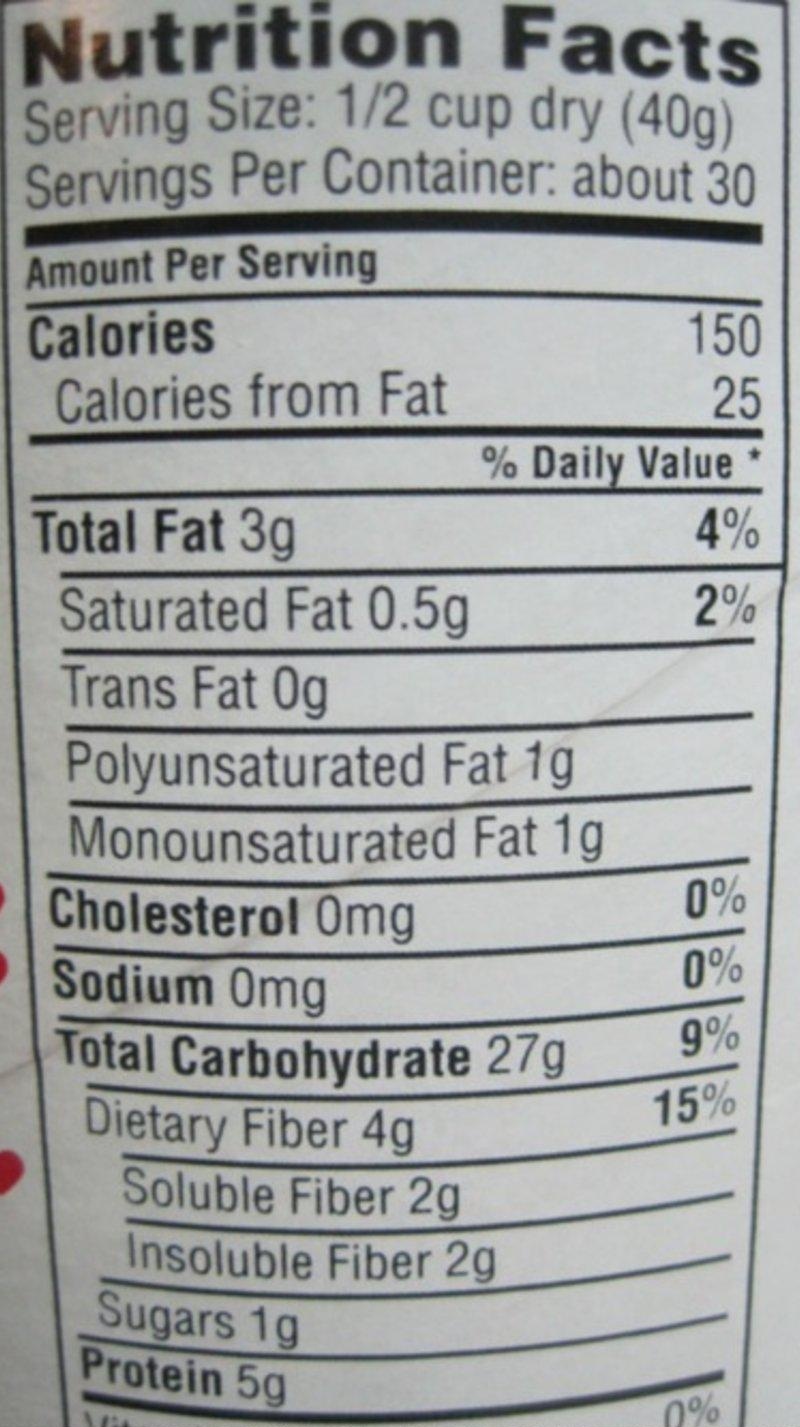 Nutrition Facts
Serving Size: 1/2 cup dry (40g)
Servings Per Container: about 30
Amount Per Serving
Calories 150
Calories from Fat 25
% Daily Value *
Total Fat 3g 4%
Saturated Fat 0.5g 2%
Trans Fat 0g
Polyunsaturated Fat 1g
Monounsaturated Fat 1g
Cholesterol 0mg 0%
Sodium 0mg 0%
Total Carbohydrate 27g 9%
Dietary Fiber 4g 15%
Soluble Fiber 2g
Insoluble Fiber 2g
Sugars 1g
Protein 5g
0%